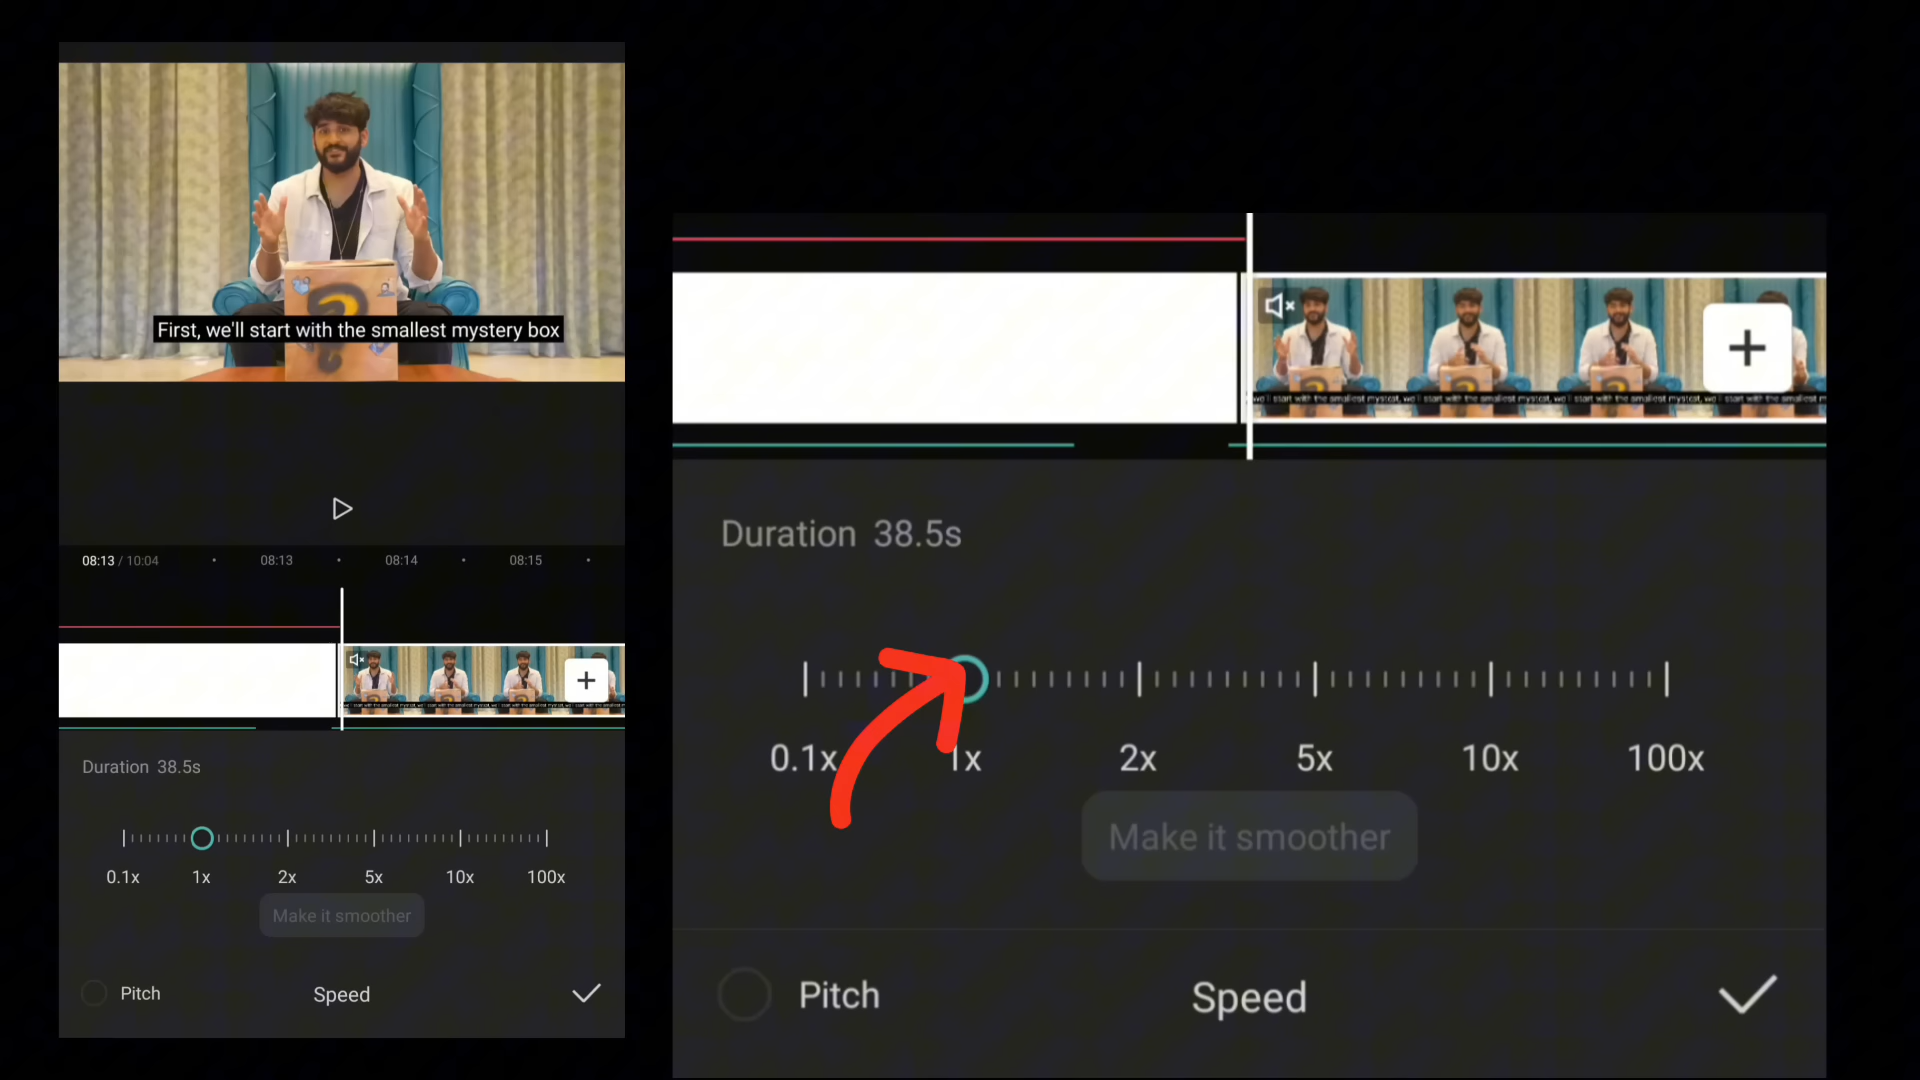 First, we'll start with the smallest mystery box
08:13 / 10:04
08:13
08:14
08:15
Duration 38.5s
0.1x
1x
2x
5x
10x
100x
Make it smoother
Pitch
Speed
Duration 38.5s
0.1x
1x
2x
5x
10x
100x
Make it smoother
Pitch
Speed